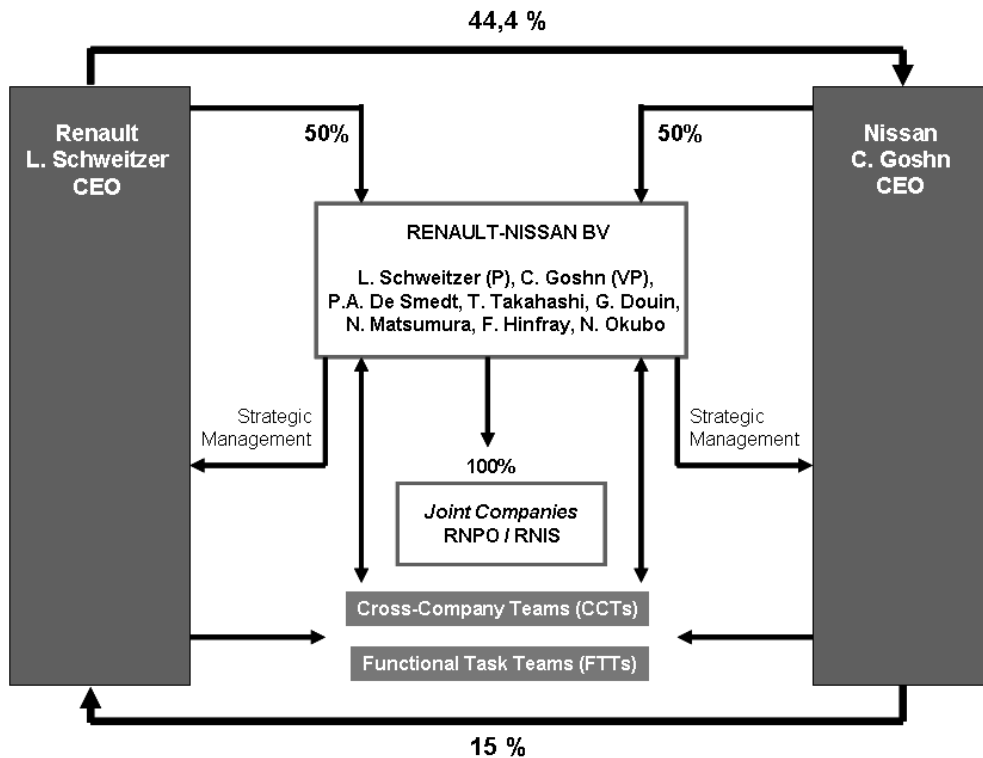 44,4 %
Renault
L. Schweitzer
CEO
50%
50%
Nissan
C. Goshn
CEO
RENAULT-NISSAN BV
L. Schweitzer (P), C. Goshn (VP),
P.A. De Smedt, T. Takahashi, G. Douin,
N. Matsumura, F. Hinfray, N. Okubo
Strategic
Management
Strategic
Management
100%
Joint Companies
RNPO / RNIS
Cross-Company Teams (CCTs)
Functional Task Teams (FTTs)
15 %